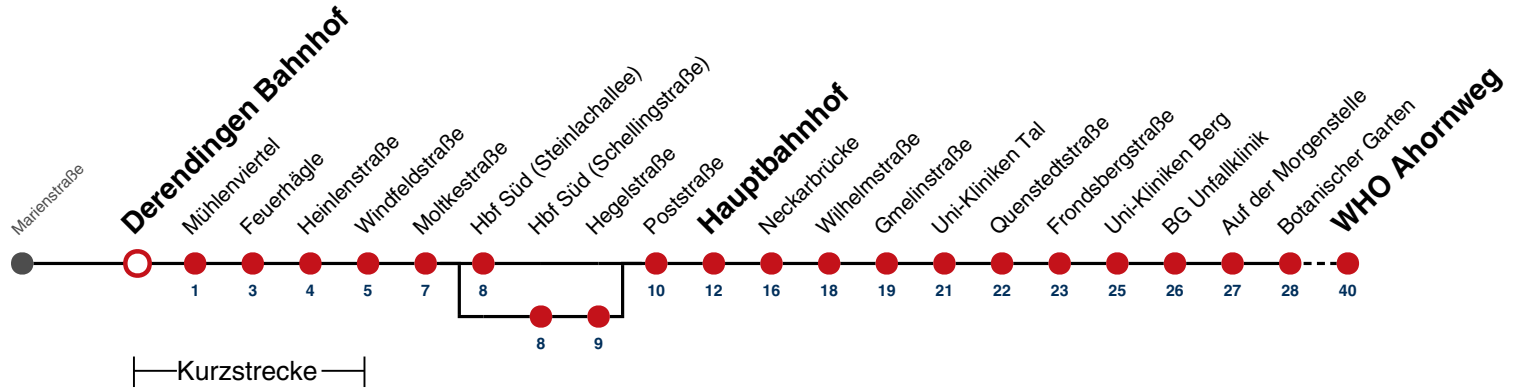 Marienstraße
Derendingen Bahnhof
Mühlenviertel
Feuerhägle
Heinlenstraße
Windfeldstraße
Moltkestraße
Hbf Süd (Steinlachallee)
Hbf Süd (Schellingstraße)
Hegelstraße
Poststraße
Hauptbahnhof
Neckarbrücke
Wilhelmstraße
Gmelinstraße
Uni-Kliniken Tal
Quenstedtstraße
Frondsbergstraße
Uni-Kliniken Berg
BG Unfallklinik
Auf der Morgenstelle
Botanischer Garten
WHO Ahornweg
1 3 4 5 7 8 10 12 16 18 19 21 22 23 25 26 27 28 40
8 9
Kurzstrecke